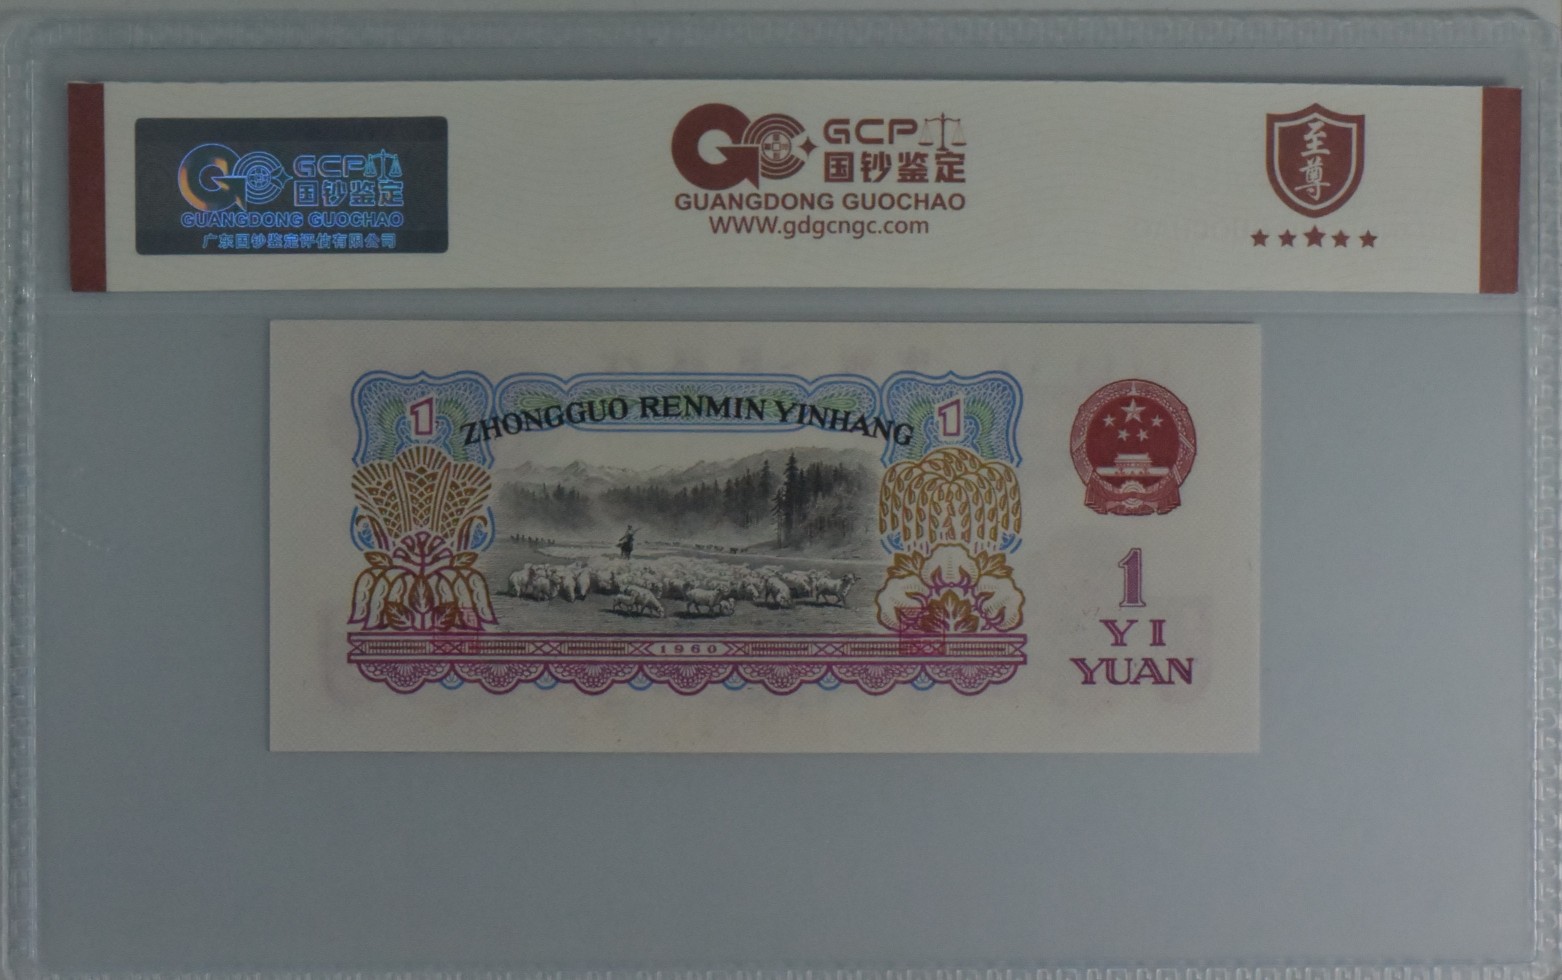 GCP
国钞鉴定
GUANGDONG GUOCHAO
广东国钞鉴定评估有限公司
GCP
国钞鉴定
GUANGDONG GUOCHAO
WWW.gdgcngc.com
至
尊
1
ZHONGGUO RENMIN YINHANG
1
1960
1
YI
YUAN